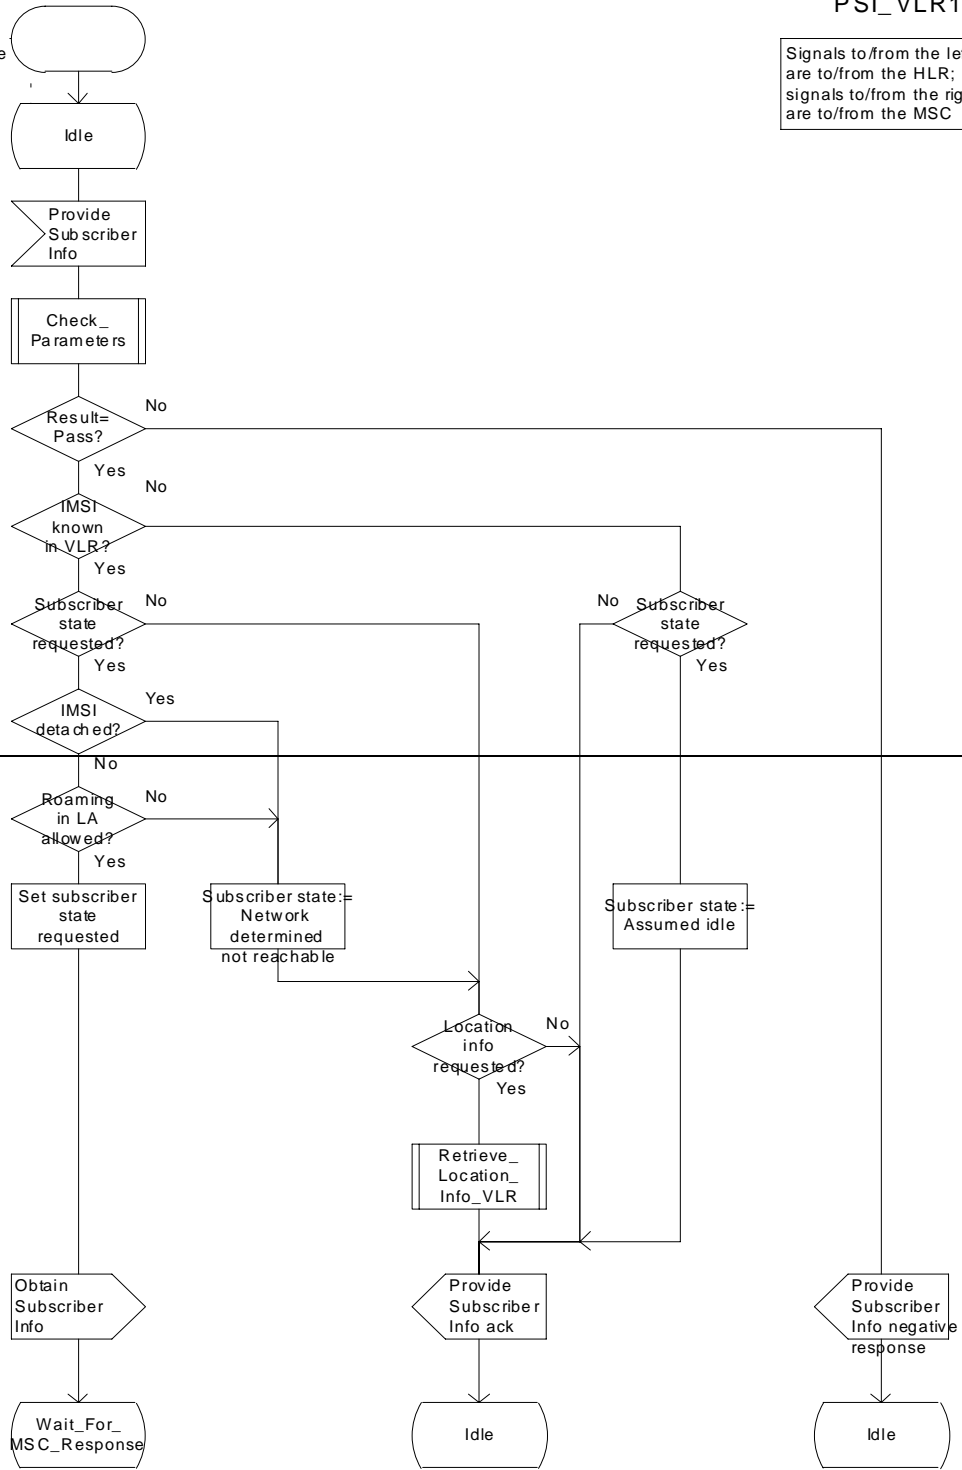 PSI_VLR1
e
Signals to/from the le
are to/from the HLR;
signals to/from the rig
are to/from the MSC
Idle
Provide
Subscriber
Info
Check_
Parameters
No
Result=
Pass?
Yes
No
IMSI
known
in VLR?
Yes
Subscriber
state
requested?
No
No
Subscriber
state
requested?
Yes
Yes
IMSI
detached?
Yes
No
Roaming
in LA
allowed?
No
Yes
Set subscriber
state
requested
Subscriber state:=
Network
determined
not reachable
Subscriber state:=
Assumed idle
Location
info
requested?
No
Yes
Retrieve_
Location_
Info_VLR
Obtain
Subscriber
Info
Provide
Subscriber
Info ack
Provide
Subscriber
Info negative
response
Wait_For_
MSC_Response
Idle
Idle